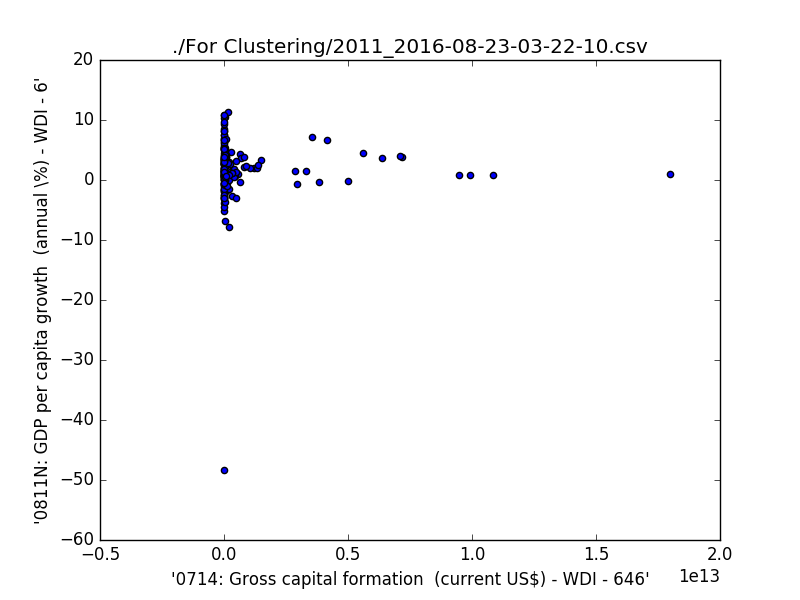 ./For Clustering/2011_2016-08-23-03-22-10.csv
20
10
0
−10
−20
−30
−40
−50
−60
'0811N: GDP per capita growth  (annual \%) - WDI - 6'
−0.5 0.0 0.5 1.0 1.5 2.0
1e13
'0714: Gross capital formation  (current US$) - WDI - 646'